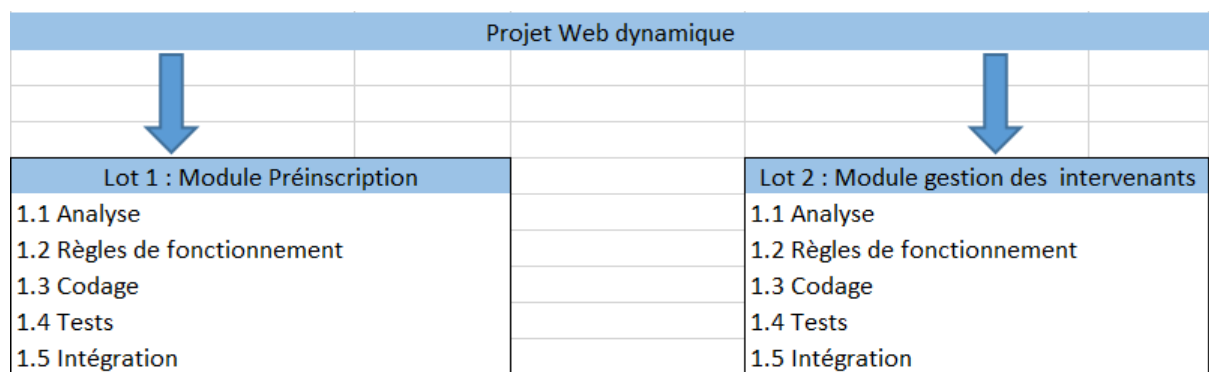 Projet Web dynamique
Lot 1 : Module Préinscription
1.1 Analyse
1.2 Règles de fonctionnement
1.3 Codage
1.4 Tests
1.5 Intégration
Lot 2 : Module gestion des intervenants
1.1 Analyse
1.2 Règles de fonctionnement
1.3 Codage
1.4 Tests
1.5 Intégration